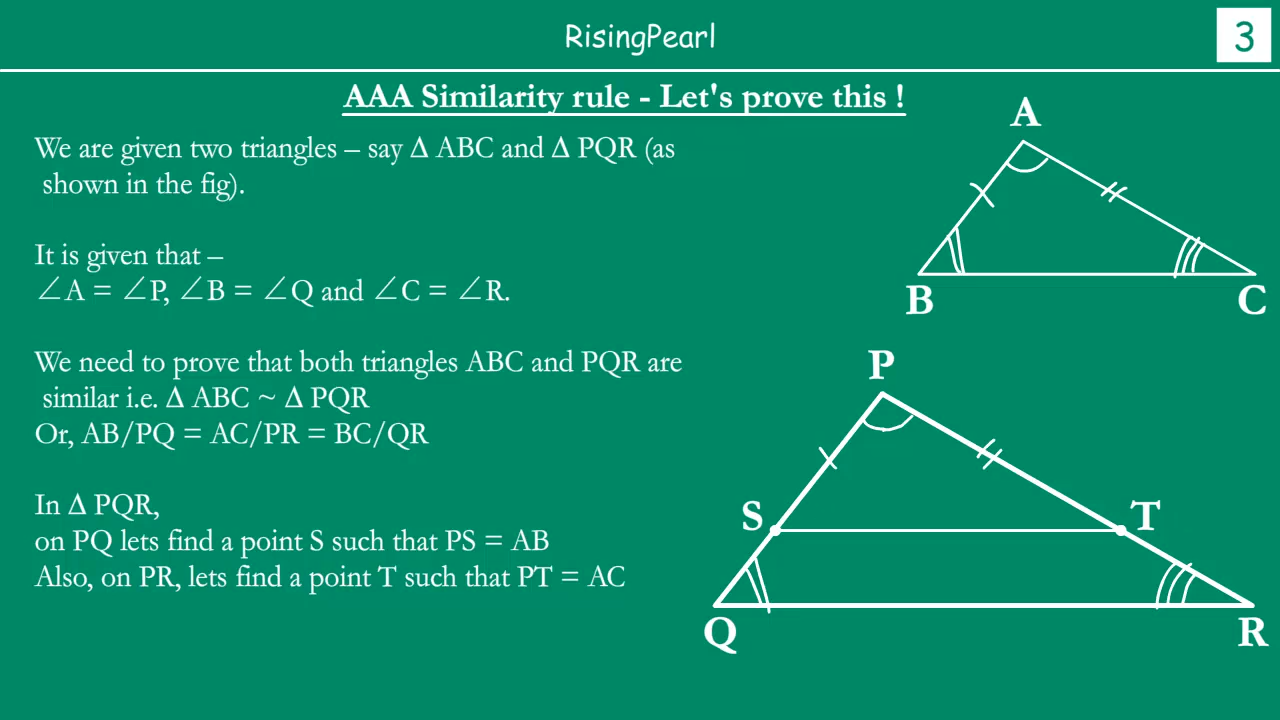 RisingPearl
3
AAA Similarity rule - Let's prove this !
We are given two triangles – say Δ ABC and Δ PQR (as
shown in the fig).
It is given that –
∠A = ∠P, ∠B = ∠Q and ∠C = ∠R.
We need to prove that both triangles ABC and PQR are
similar i.e. Δ ABC ~ Δ PQR
Or, AB/PQ = AC/PR = BC/QR
In Δ PQR,
on PQ lets find a point S such that PS = AB
Also, on PR, lets find a point T such that PT = AC
A
B
C
P
S
T
Q
R